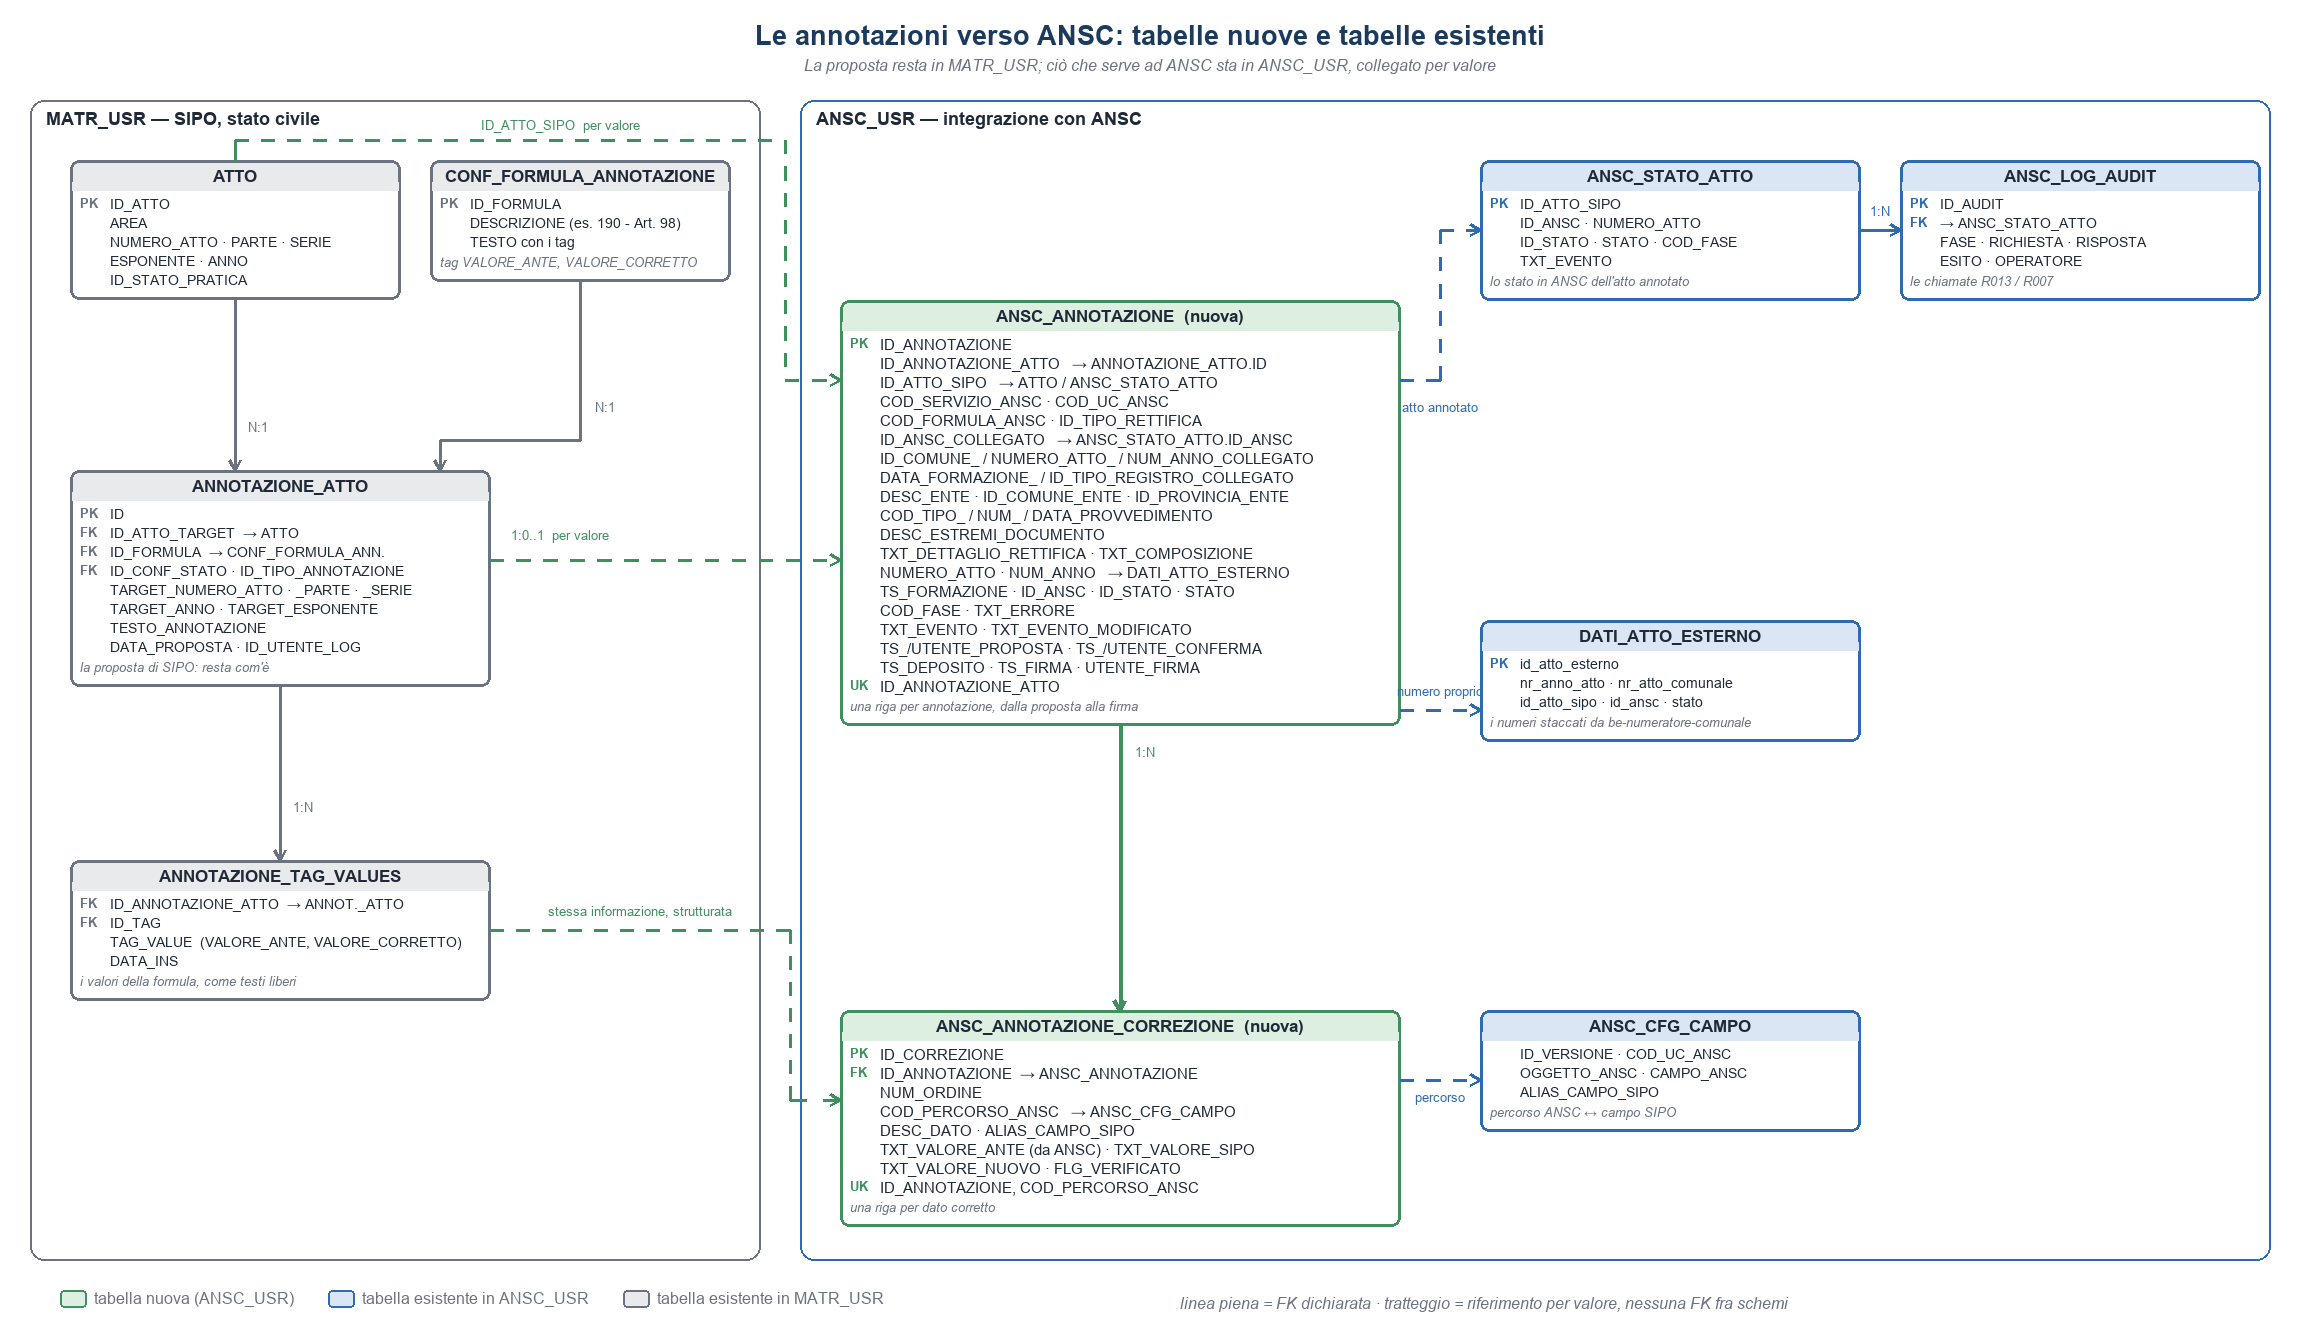 Le annotazioni verso ANSC: tabelle nuove e tabelle esistenti
La proposta resta in MATR_USR; ciò che serve ad ANSC sta in ANSC_USR, collegato per valore
MATR_USR — SIPO, stato civile
ID_ATTO_SIPO per valore
ATTO
PK ID_ATTO
AREA
NUMERO_ATTO · PARTE · SERIE
ESPONENTE · ANNO
ID_STATO_PRATICA
CONF_FORMULA_ANNOTAZIONE
PK ID_FORMULA
DESCRIZIONE (es. 190 - Art. 98)
TESTO con i tag
tag VALORE_ANTE, VALORE_CORRETTO
N:1
N:1
ANNOTAZIONE_ATTO
PK ID
FK ID_ATTO_TARGET → ATTO
FK ID_FORMULA → CONF_FORMULA_ANN.
FK ID_CONF_STATO · ID_TIPO_ANNOTAZIONE
TARGET_NUMERO_ATTO · _PARTE · _SERIE
TARGET_ANNO · TARGET_ESPONENTE
TESTO_ANNOTAZIONE
DATA_PROPOSTA · ID_UTENTE_LOG
la proposta di SIPO: resta com'è
1:0..1 per valore
1:N
ANNOTAZIONE_TAG_VALUES
FK ID_ANNOTAZIONE_ATTO → ANNOT._ATTO
FK ID_TAG
TAG_VALUE (VALORE_ANTE, VALORE_CORRETTO)
DATA_INS
i valori della formula, come testi liberi
stessa informazione, strutturata
ANSC_USR — integrazione con ANSC
ANSC_ANNOTAZIONE (nuova)
PK ID_ANNOTAZIONE
ID_ANNOTAZIONE_ATTO → ANNOTAZIONE_ATTO.ID
ID_ATTO_SIPO → ATTO / ANSC_STATO_ATTO
COD_SERVIZIO_ANSC · COD_UC_ANSC
COD_FORMULA_ANSC · ID_TIPO_RETTIFICA
ID_ANSC_COLLEGATO → ANSC_STATO_ATTO.ID_ANSC
ID_COMUNE_ / NUMERO_ATTO_ / NUM_ANNO_COLLEGATO
DATA_FORMAZIONE_ / ID_TIPO_REGISTRO_COLLEGATO
DESC_ENTE · ID_COMUNE_ENTE · ID_PROVINCIA_ENTE
COD_TIPO_ / NUM_ / DATA_PROVVEDIMENTO
DESC_ESTREMI_DOCUMENTO
TXT_DETTAGLIO_RETTIFICA · TXT_COMPOSIZIONE
NUMERO_ATTO · NUM_ANNO → DATI_ATTO_ESTERNO
TS_FORMAZIONE · ID_ANSC · ID_STATO · STATO
COD_FASE · TXT_ERRORE
TXT_EVENTO · TXT_EVENTO_MODIFICATO
TS_/UTENTE_PROPOSTA · TS_/UTENTE_CONFERMA
TS_DEPOSITO · TS_FIRMA · UTENTE_FIRMA
UK ID_ANNOTAZIONE_ATTO
una riga per annotazione, dalla proposta alla firma
atto annotato
numero proprio
1:N
ANSC_STATO_ATTO
PK ID_ATTO_SIPO
ID_ANSC · NUMERO_ATTO
ID_STATO · STATO · COD_FASE
TXT_EVENTO
lo stato in ANSC dell'atto annotato
1:N
ANSC_LOG_AUDIT
PK ID_AUDIT
FK → ANSC_STATO_ATTO
FASE · RICHIESTA · RISPOSTA
ESITO · OPERATORE
le chiamate R013 / R007
DATI_ATTO_ESTERNO
PK id_atto_esterno
nr_anno_atto · nr_atto_comunale
id_atto_sipo · id_ansc · stato
i numeri staccati da be-numeratore-comunale
ANSC_ANNOTAZIONE_CORREZIONE (nuova)
PK ID_CORREZIONE
FK ID_ANNOTAZIONE → ANSC_ANNOTAZIONE
NUM_ORDINE
COD_PERCORSO_ANSC → ANSC_CFG_CAMPO
DESC_DATO · ALIAS_CAMPO_SIPO
TXT_VALORE_ANTE (da ANSC) · TXT_VALORE_SIPO
TXT_VALORE_NUOVO · FLG_VERIFICATO
UK ID_ANNOTAZIONE, COD_PERCORSO_ANSC
una riga per dato corretto
percorso
ANSC_CFG_CAMPO
ID_VERSIONE · COD_UC_ANSC
OGGETTO_ANSC · CAMPO_ANSC
ALIAS_CAMPO_SIPO
percorso ANSC ↔ campo SIPO
tabella nuova (ANSC_USR)
tabella esistente in ANSC_USR
tabella esistente in MATR_USR
linea piena = FK dichiarata · tratteggio = riferimento per valore, nessuna FK fra schemi